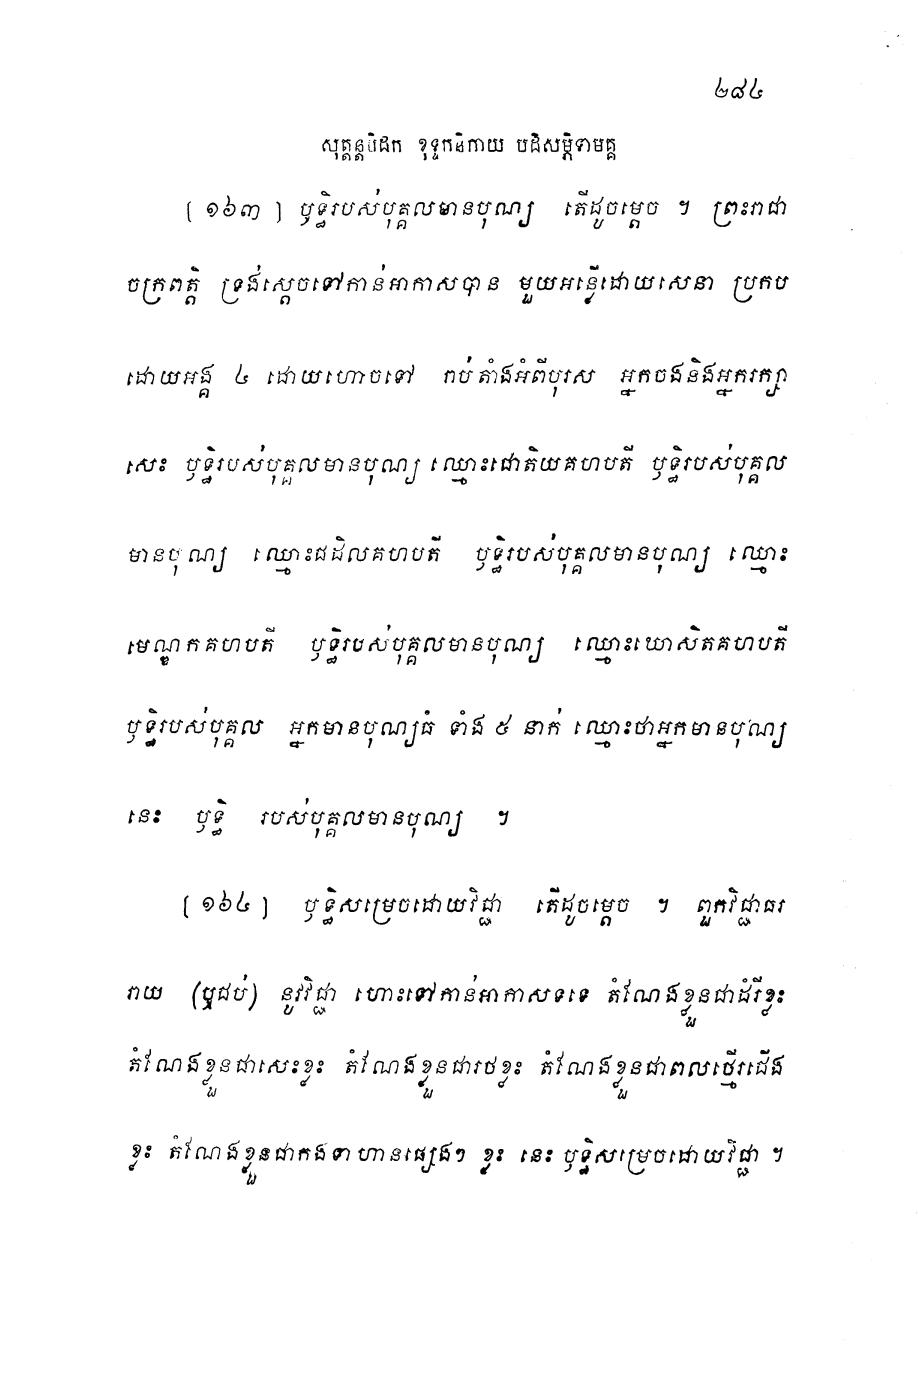 ២៨៤
សុត្តន្តបិដក ខុទ្ទកនិកាយ បដិសម្ភិទាមគ្គ
[ ១៦៣ ] ឫទ្ធិរបស់បុគ្គលមានបុណ្យ តើដូចម្ដេច ។ ព្រះរាជា
ចក្រពត្តិ ទ្រង់ស្ដេចទៅកាន់អាកាសបាន មួយអន្លើដោយសេនា ប្រកប
ដោយអង្គ ៤ ដោយហោចទៅ រាប់តាំងអំពីបុរស អ្នកចងនិងអ្នករក្សា
សេះ ឫទ្ធិរបស់បុគ្គលមានបុណ្យ ឈ្មោះជោតិយគហបតី ឫទ្ធិរបស់បុគ្គល
មានបុណ្យ ឈ្មោះជដិលគហបតី ឫទ្ធិរបស់បុគ្គលមានបុណ្យ ឈ្មោះ
មេណ្ឌកគហបតី ឫទ្ធិរបស់បុគ្គលមានបុណ្យ ឈ្មោះឃោសិតគហបតី
ឫទ្ធិរបស់បុគ្គល អ្នកមានបុណ្យធំ ទាំង ៥ នាក់ ឈ្មោះថាអ្នកមានបុណ្យ
នេះ ឫទ្ធិ របស់បុគ្គលមានបុណ្យ ។
[ ១៦៤ ] ឫទ្ធិសម្រេចដោយវិជ្ជា តើដូចម្ដេច ។ ពួកវិជ្ជាធរ
រាយ (ឬជប់) នូវវិជ្ជា ហោះទៅកាន់អាកាសទទេ តំណែងខ្លួនជាដំរីខ្លះ
តំណែងខ្លួនជាសេះខ្លះ តំណែងខ្លួនជារថខ្លះ តំណែងខ្លួនជាពលថ្មើរជើង
ខ្លះ តំណែងខ្លួនជាកងទាហានផ្សេងៗ ខ្លះ នេះ ឫទ្ធិសម្រេចដោយវិជ្ជា ។